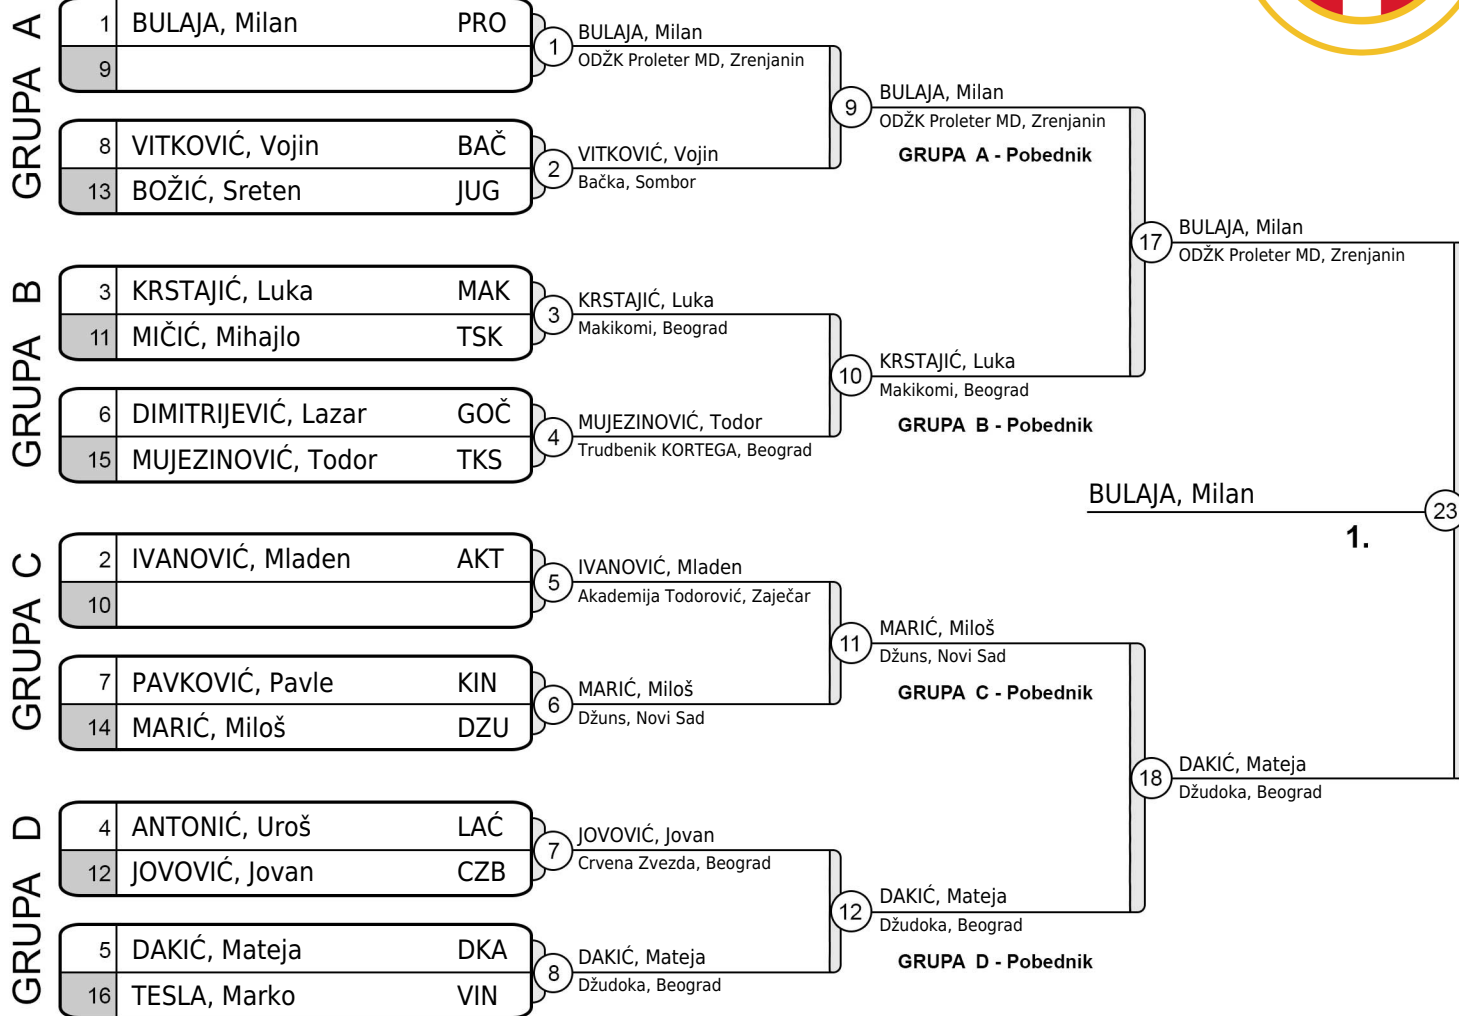 GRUPA A
1 BULAJA, Milan PRO
9
8 VITKOVIĆ, Vojin BAČ
13 BOŽIĆ, Sreten JUG
GRUPA B
3 KRSTAJIĆ, Luka MAK
11 MIČIĆ, Mihajlo TSK
6 DIMITRIJEVIĆ, Lazar GOČ
15 MUJEZINOVIĆ, Todor TKS
GRUPA C
2 IVANOVIĆ, Mladen AKT
10
7 PAVKOVIĆ, Pavle KIN
14 MARIĆ, Miloš DZU
GRUPA D
4 ANTONIĆ, Uroš LAĆ
12 JOVOVIĆ, Jovan CZB
5 DAKIĆ, Mateja DKA
16 TESLA, Marko VIN
1 BULAJA, Milan
ODŽK Proleter MD, Zrenjanin
2 VITKOVIĆ, Vojin
Bačka, Sombor
3 KRSTAJIĆ, Luka
Makikomi, Beograd
4 MUJEZINOVIĆ, Todor
Trudbenik KORTEGA, Beograd
5 IVANOVIĆ, Mladen
Akademija Todorović, Zaječar
6 MARIĆ, Miloš
Džuns, Novi Sad
7 JOVOVIĆ, Jovan
Crvena Zvezda, Beograd
8 DAKIĆ, Mateja
Džudoka, Beograd
9 BULAJA, Milan
ODŽK Proleter MD, Zrenjanin
GRUPA A - Pobednik
10 KRSTAJIĆ, Luka
Makikomi, Beograd
GRUPA B - Pobednik
11 MARIĆ, Miloš
Džuns, Novi Sad
GRUPA C - Pobednik
12 DAKIĆ, Mateja
Džudoka, Beograd
GRUPA D - Pobednik
17 BULAJA, Milan
ODŽK Proleter MD, Zrenjanin
18 DAKIĆ, Mateja
Džudoka, Beograd
BULAJA, Milan 23
1.